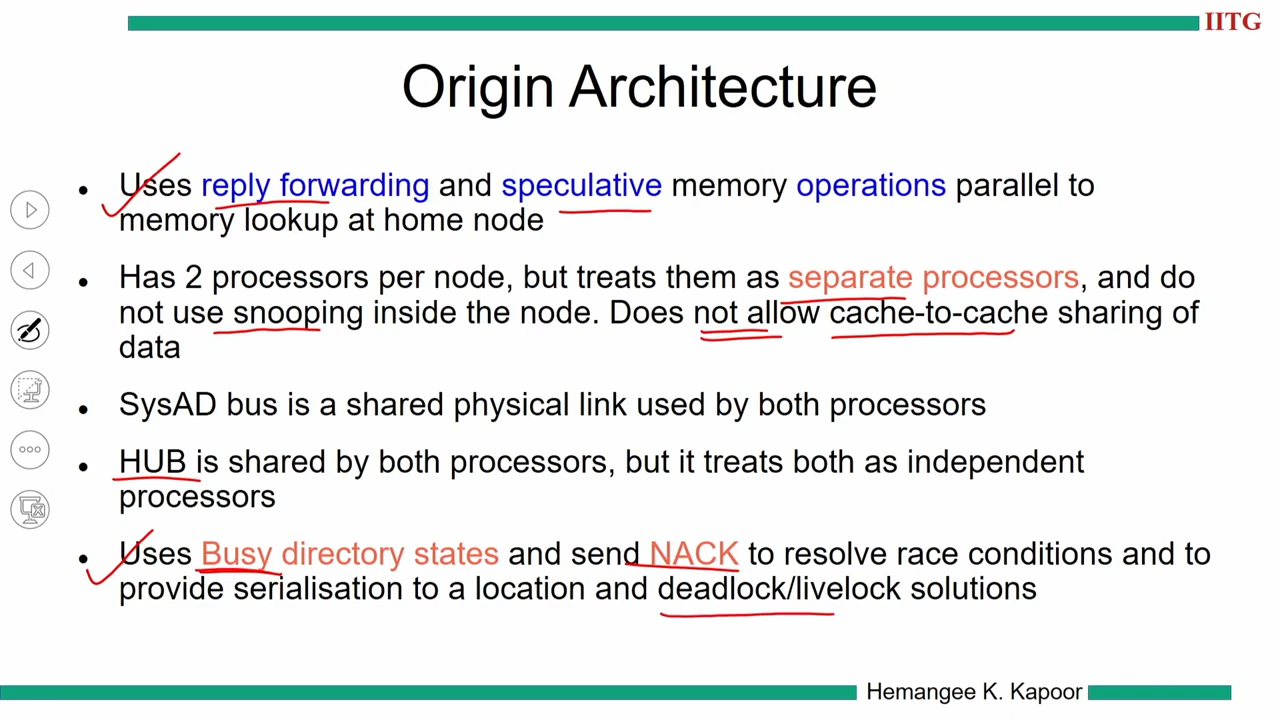 IITG
Origin Architecture
• Uses reply forwarding and speculative memory operations parallel to
memory lookup at home node
• Has 2 processors per node, but treats them as separate processors, and do
not use snooping inside the node. Does not allow cache-to-cache sharing of
data
• SysAD bus is a shared physical link used by both processors
• HUB is shared by both processors, but it treats both as independent
processors
• Uses Busy directory states and send NACK to resolve race conditions and to
provide serialisation to a location and deadlock/livelock solutions
Hemangee K. Kapoor